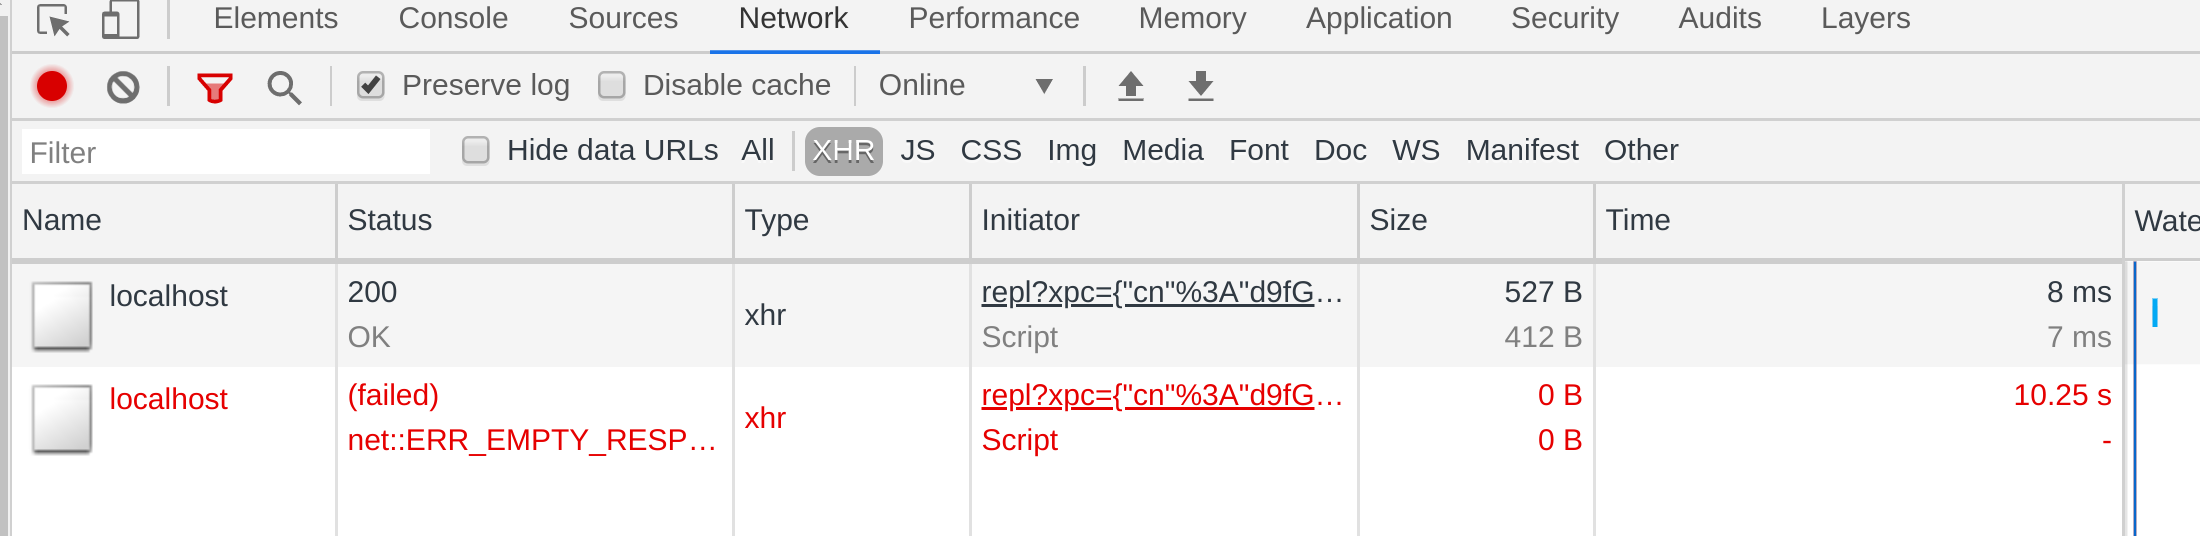 Elements Console Sources Network Performance Memory Application Security Audits Layers
Preserve log Disable cache Online
Filter Hide data URLs All XHR JS CSS Img Media Font Doc WS Manifest Other
Name Status Type Initiator Size Time Wate
localhost 200 xhr repl?xpc={"cn"%3A"d9fG… 527 B 8 ms
OK Script 412 B 7 ms
localhost (failed) xhr repl?xpc={"cn"%3A"d9fG… 0 B 10.25 s
net::ERR_EMPTY_RESP… Script 0 B -